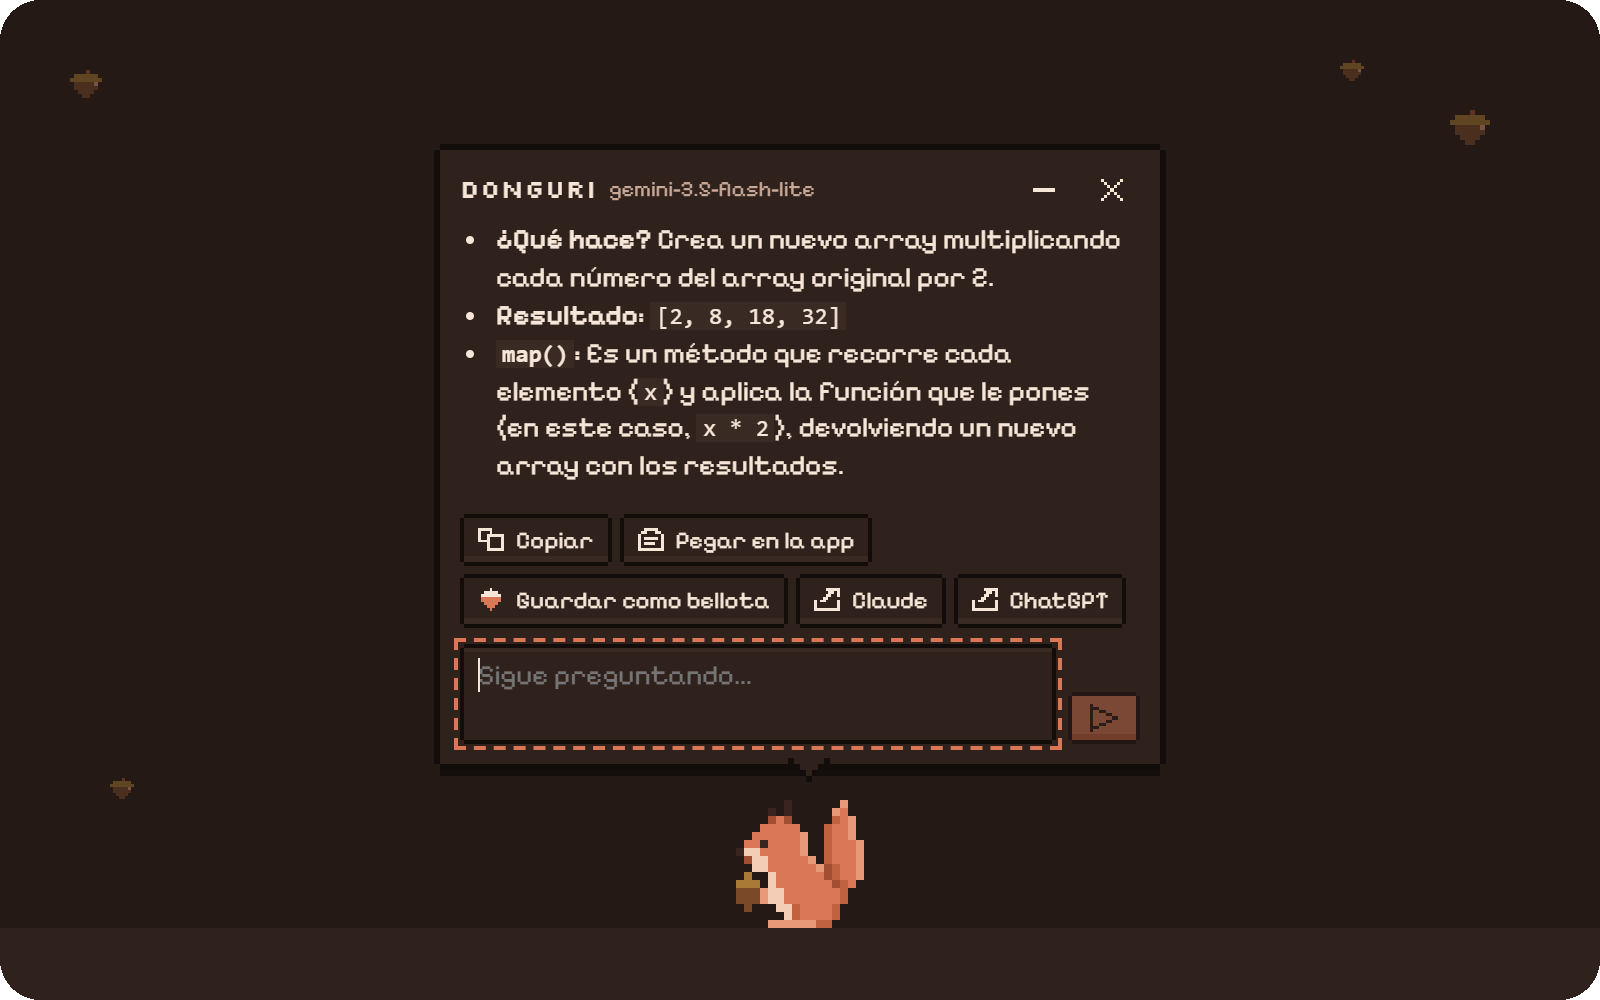 DONGURI gemini-3.5-flash-lite
• ¿Qué hace? Crea un nuevo array multiplicando
cada número del array original por 2.
• Resultado: [2, 8, 18, 32]
• map(): Es un método que recorre cada
elemento (x) y aplica la función que le pones
(en este caso, x * 2), devolviendo un nuevo
array con los resultados.
Copiar Pegar en la app
Guardar como bellota Claude ChatGPT
Sigue preguntando...